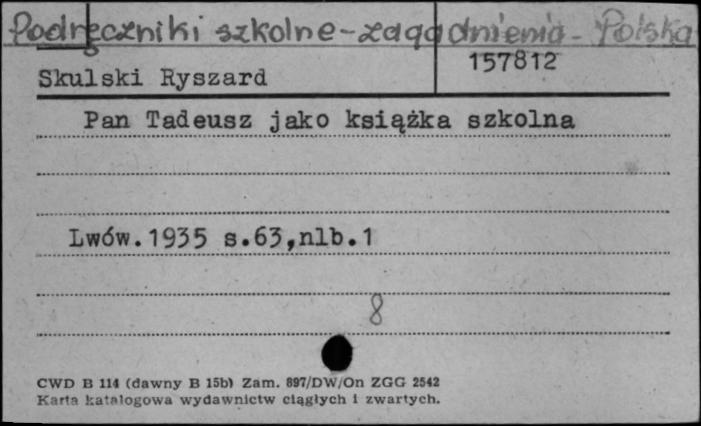 Podręczniki szkolne - zagadnienia - Polska
157812
Skulski Ryszard
Pan Tadeusz jako książka szkolna
Lwów.1935 s.63,nlb.1
8
CWD B 114 (dawny B 15b) Zam. 897/DW/On ZGG 2542
Karta katalogowa wydawnictw ciągłych i zwartych.